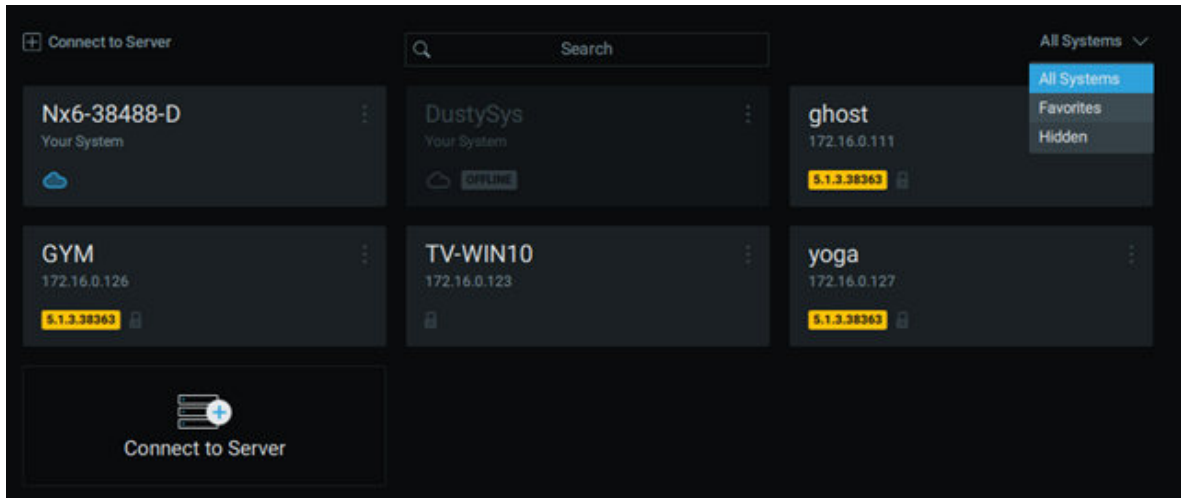 Connect to Server
Search
All Systems
All Systems
Favorites
Hidden
Nx6-38488-D
Your System
DustySys
Your System
OFFLINE
ghost
172.16.0.111
5.1.3.38363
GYM
172.16.0.126
5.1.3.38363
TV-WIN10
172.16.0.123
yoga
172.16.0.127
5.1.3.38363
Connect to Server